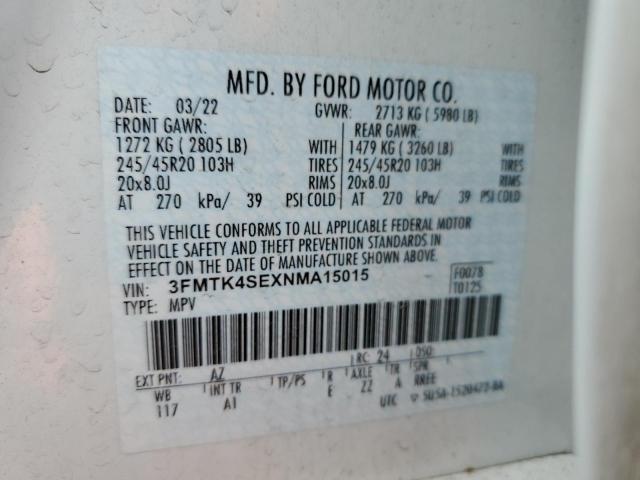 MFD. BY FORD MOTOR CO.
DATE: 03/22 GVWR: 2713 KG ( 5980 LB)
FRONT GAWR: REAR GAWR:
1272 KG ( 2805 LB) WITH 1479 KG ( 3260 LB) WITH
245/45R20 103H TIRES 245/45R20 103H TIRES
20x8.0J RIMS 20x8.0J RIMS
AT 270 kPa/ 39 PSI COLD AT 270 kPa/ 39 PSI COLD
THIS VEHICLE CONFORMS TO ALL APPLICABLE FEDERAL MOTOR
VEHICLE SAFETY AND THEFT PREVENTION STANDARDS IN
EFFECT ON THE DATE OF MANUFACTURE SHOWN ABOVE.
VIN: 3FMTK4SEXNMA15015 F0078
TYPE: MPV T0125
RC: 24 DSO:
EXT PNT: AZ
WB INT TR TP/PS R AXLE TR SPR
117 AI E ZZ A RREE
UTC